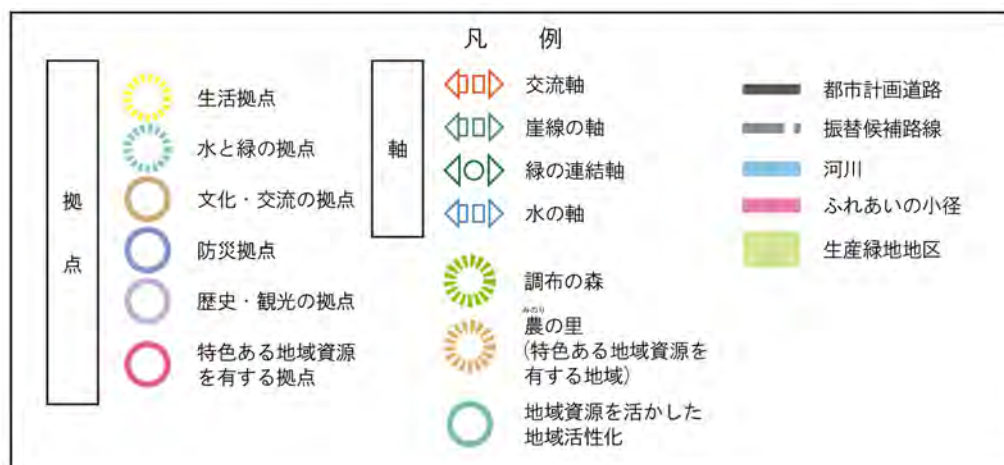 凡 例
拠点
生活拠点
水と緑の拠点
文化・交流の拠点
防災拠点
歴史・観光の拠点
特色ある地域資源
を有する拠点
軸
交流軸
崖線の軸
緑の連結軸
水の軸
調布の森
みのり
農の里
(特色ある地域資源を
有する地域)
地域資源を活かした
地域活性化
都市計画道路
振替候補路線
河川
ふれあいの小径
生産緑地地区